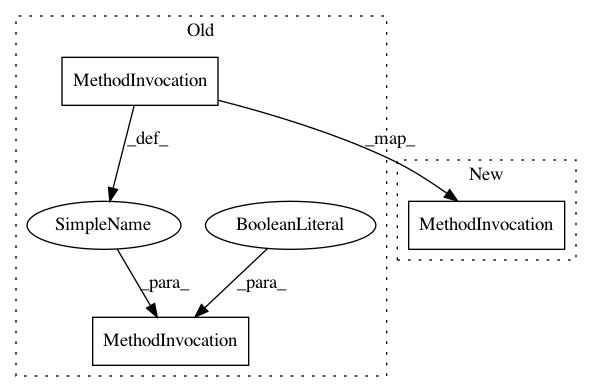 Old
MethodInvocation
_def_
_map_
New
SimpleName
BooleanLiteral
MethodInvocation
_para_
_para_
MethodInvocation